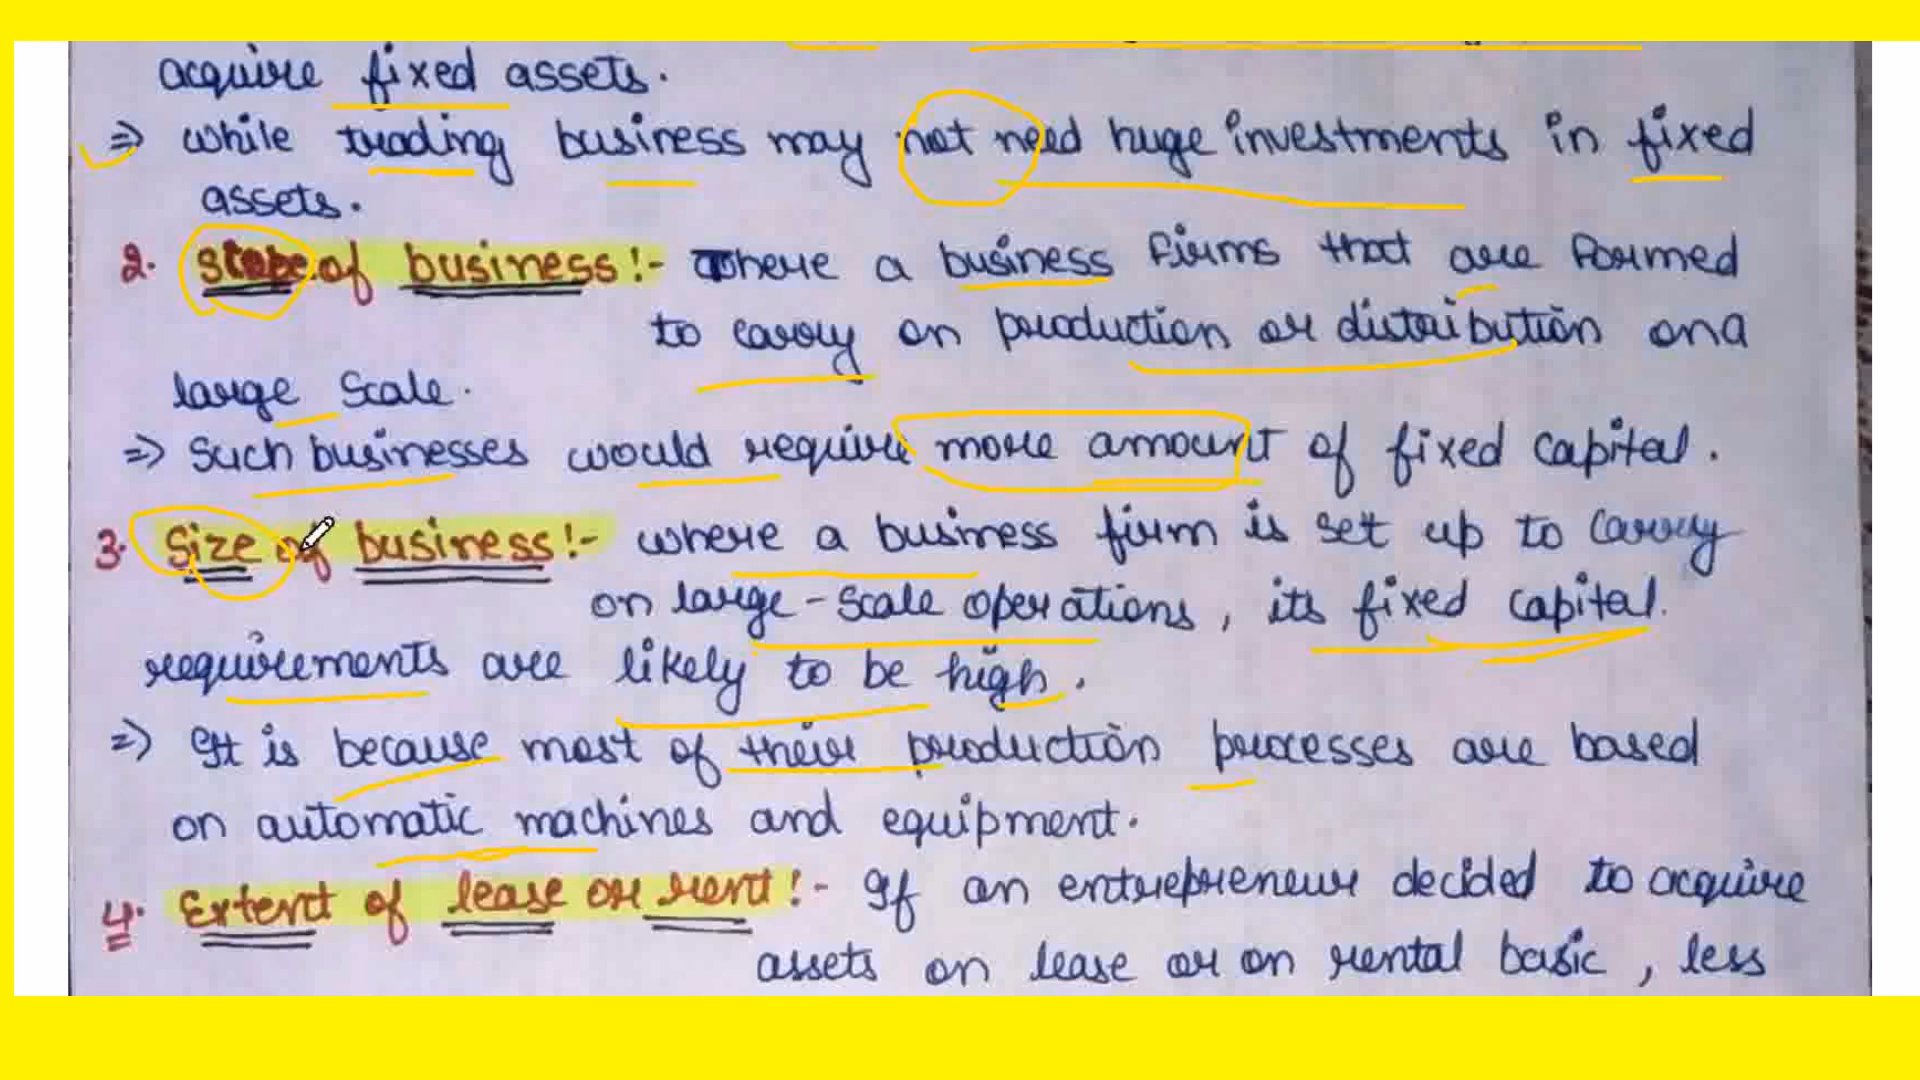 acquire fixed assets.
=> while trading business may not need huge investments in fixed
assets.
2. of business :- where a business firms that are formed
to carry on production or distribution on a
large scale.
=> Such businesses would require more amount of fixed capital.
3. Size of business :- where a business firm is set up to carry
on large-scale operations, its fixed capital
requirements are likely to be high.
=> It is because most of their production processes are based
on automatic machines and equipment.
4. Extent of lease or rent :- If an entrepreneur decided to acquire
assets on lease or on rental basic, less